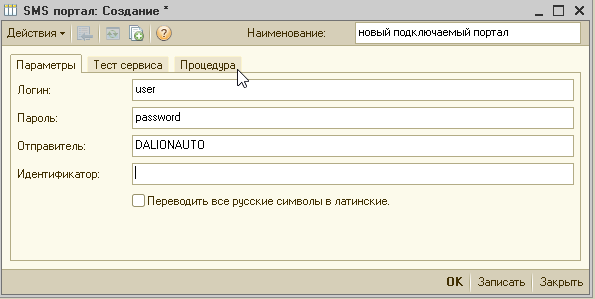 SMS портал: Создание *
Действия Наименование: новый подключаемый портал
Параметры Тест сервиса Процедура
Логин: user
Пароль: password
Отправитель: DALIONAUTO
Идентификатор:
Переводить все русские символы в латинские.
OK Записать Закрыть